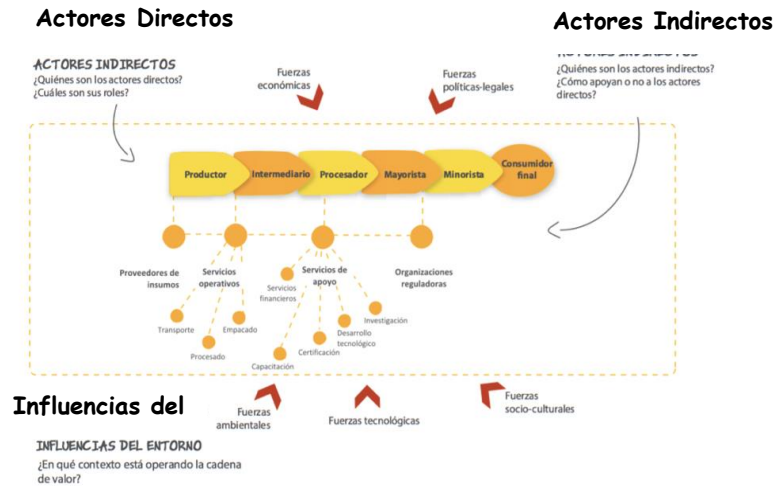 Actores Directos
Actores Indirectos
ACTORES INDIRECTOS
¿Quiénes son los actores directos?
¿Cuáles son sus roles?
Fuerzas
económicas
Fuerzas
políticas-legales
ACTORES INDIRECTOS
¿Quiénes son los actores indirectos?
¿Cómo apoyan o no a los actores
directos?
Productor
Intermediario
Procesador
Mayorista
Minorista
Consumidor
final
Proveedores de
insumos
Servicios
operativos
Servicios de
apoyo
Organizaciones
reguladoras
Servicios
financieros
Transporte
Procesado
Empacado
Capacitación
Certificación
Desarrollo
tecnológico
Investigación
Influencias del
Fuerzas
ambientales
Fuerzas tecnológicas
Fuerzas
socio-culturales
INFLUENCIAS DEL ENTORNO
¿En qué contexto está operando la cadena
de valor?